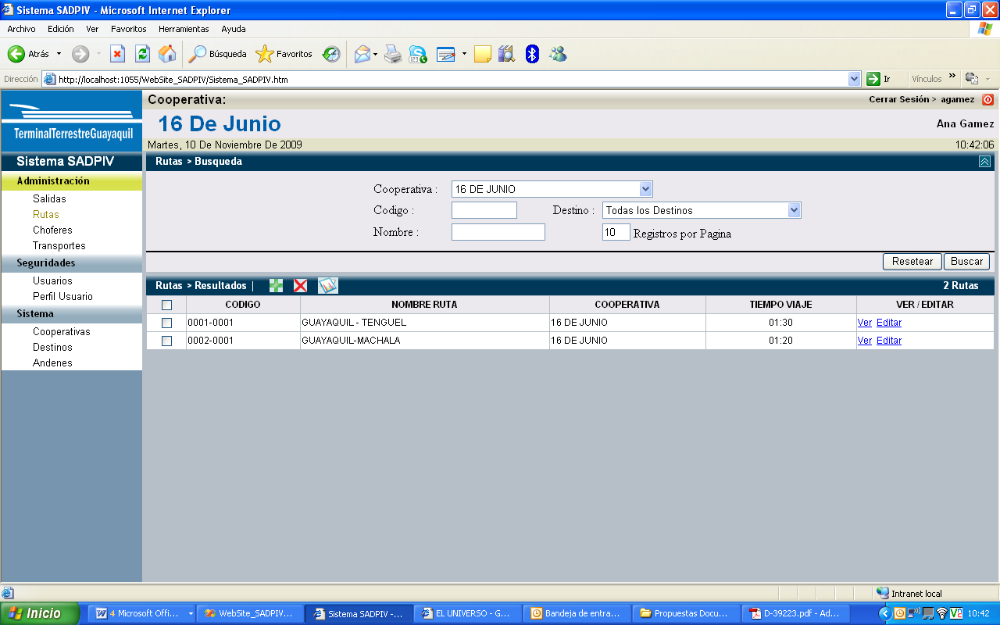 Sistema SADPIV - Microsoft Internet Explorer
Archivo Edición Ver Favoritos Herramientas Ayuda
Atrás Búsqueda Favoritos
Dirección http://localhost:1055/WebSite_SADPIV/Sistema_SADPIV.htm Ir Vínculos »
TerminalTerrestreGuayaquil
Cooperativa: Cerrar Sesión > agamez
16 De Junio Ana Gamez
Martes, 10 De Noviembre De 2009 10:42:06
Sistema SADPIV
Administración
Salidas
Rutas
Choferes
Transportes
Seguridades
Usuarios
Perfil Usuario
Sistema
Cooperativas
Destinos
Andenes
Rutas > Busqueda
Cooperativa : 16 DE JUNIO
Codigo : Destino : Todas los Destinos
Nombre : 10 Registros por Pagina
Resetear Buscar
Rutas > Resultados | 2 Rutas
CODIGO NOMBRE RUTA COOPERATIVA TIEMPO VIAJE VER / EDITAR
0001-0001 GUAYAQUIL - TENGUEL 16 DE JUNIO 01:30 Ver Editar
0002-0001 GUAYAQUIL-MACHALA 16 DE JUNIO 01:20 Ver Editar
Intranet local
Inicio 4 Microsoft Offi... WebSite_SADPIV... Sistema SADPIV -... EL UNIVERSO - G... Bandeja de entra... Propuestas Docu... D-39223.pdf - Ad... 10:42